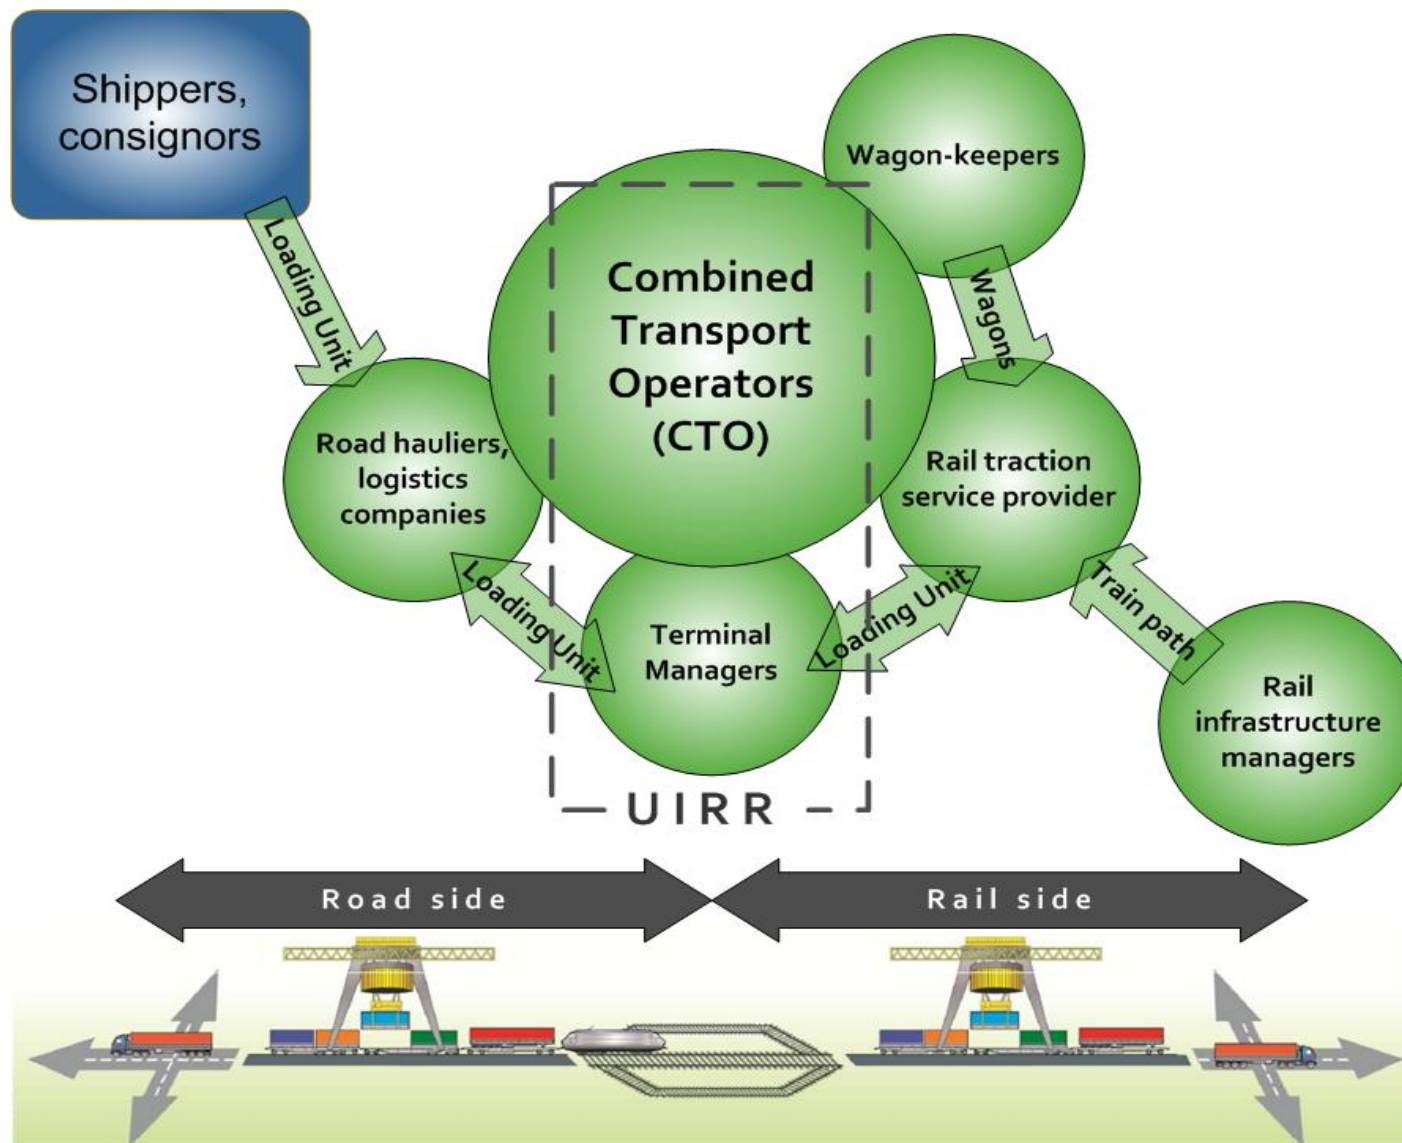 Shippers,
consignors
Wagon-keepers
Loading Unit
Combined
Transport
Operators
(CTO)
Wagons
Road hauliers,
logistics
companies
Rail traction
service provider
Loading Unit
Terminal
Managers
Loading Unit
Train path
Rail
infrastructure
managers
UIRR
Road side
Rail side